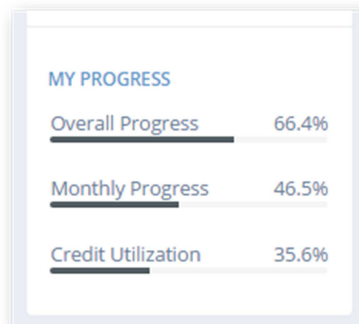 MY PROGRESS
Overall Progress 66.4%
Monthly Progress 46.5%
Credit Utilization 35.6%